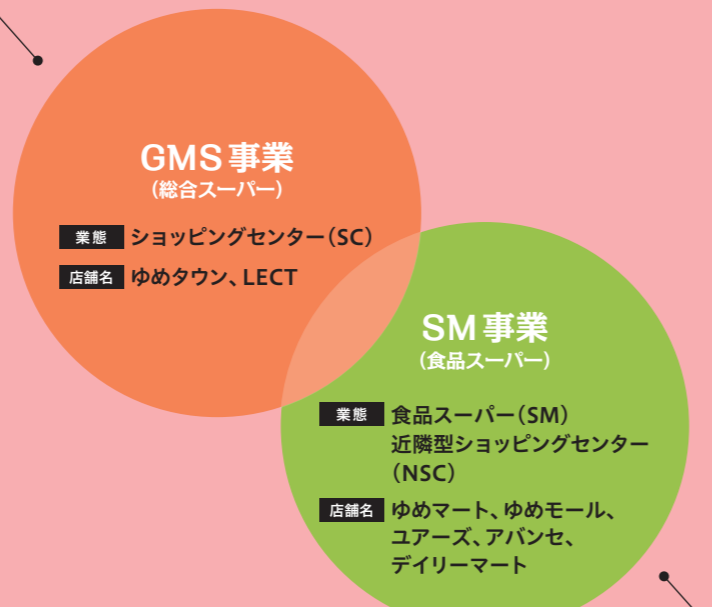 GMS事業
（総合スーパー）
業態 ショッピングセンター（SC）
店舗名 ゆめタウン、LECT
SM事業
（食品スーパー）
業態 食品スーパー（SM）
近隣型ショッピングセンター
（NSC）
店舗名 ゆめマート、ゆめモール、
ユアーズ、アバンセ、
デイリーマート